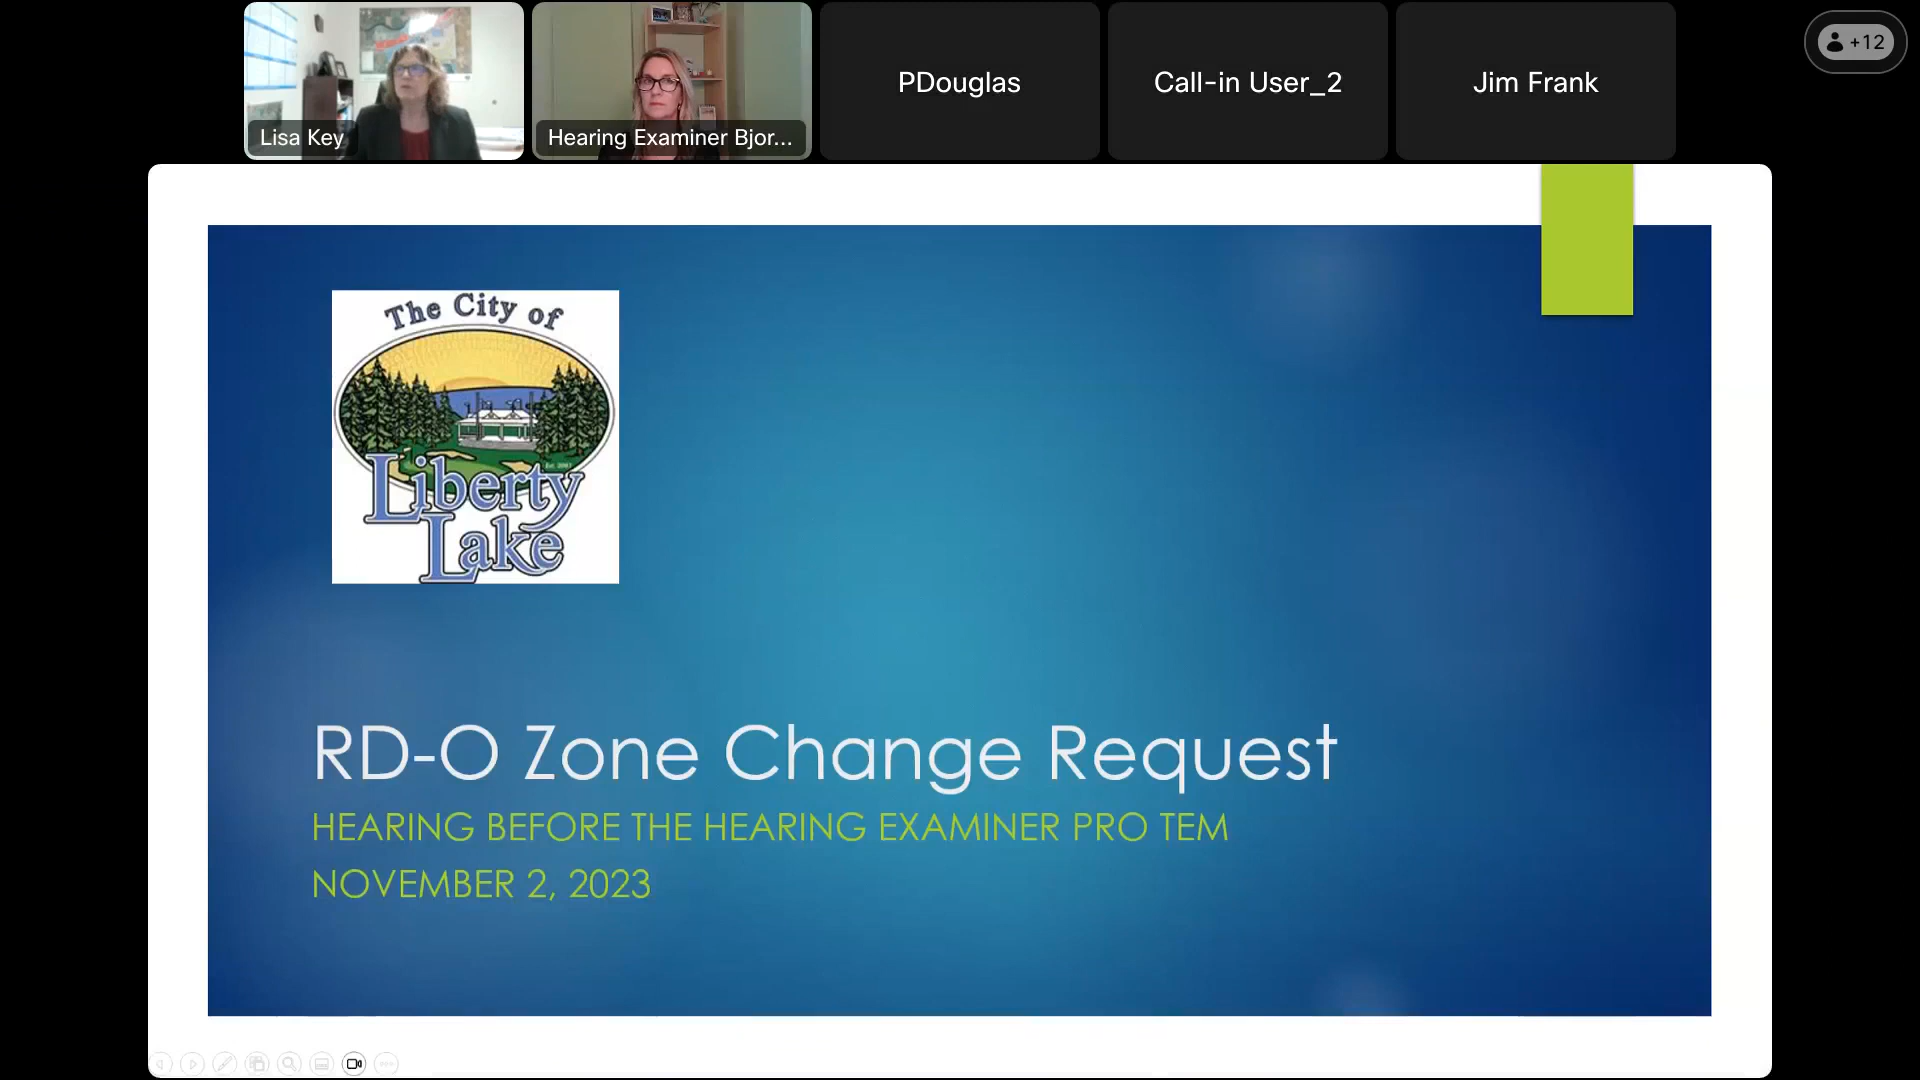 Lisa Key
Hearing Examiner Bjor...
PDouglas
Call-in User_2
Jim Frank
+12
The City of
Liberty
Lake
RD-O Zone Change Request
HEARING BEFORE THE HEARING EXAMINER PRO TEM
NOVEMBER 2, 2023